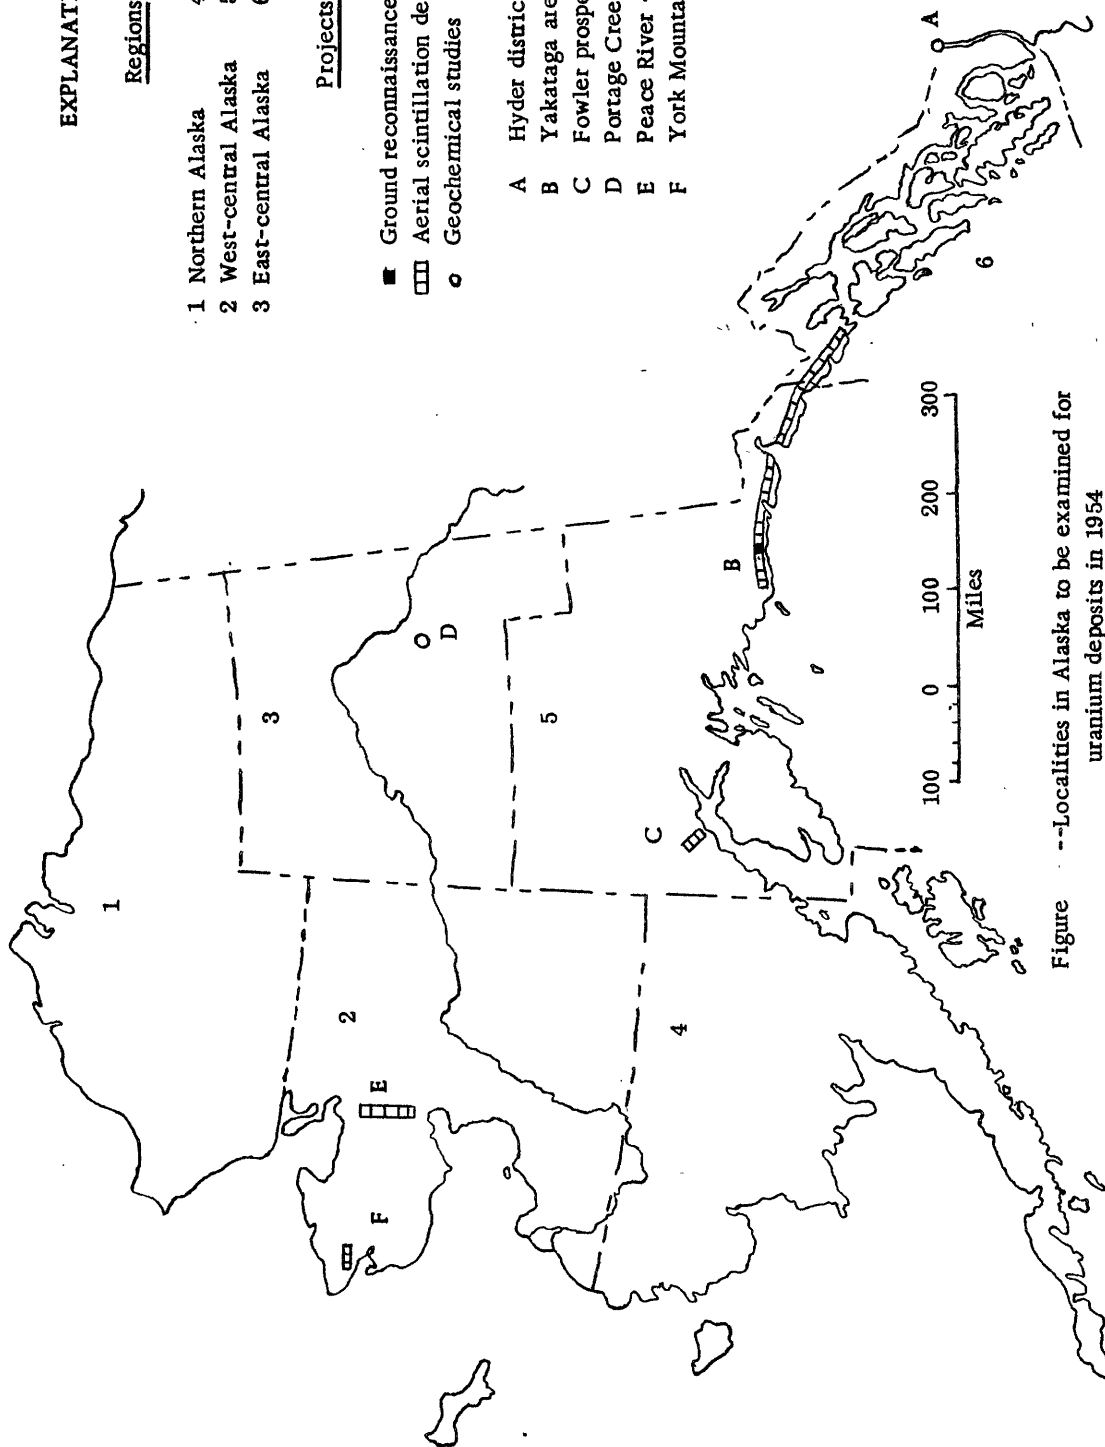 EXPLANATI
Regions
1 Northern Alaska 4
2 West-central Alaska 5
3 East-central Alaska 6
Projects
Ground reconnaissance
Aerial scintillation de
Geochemical studies
A Hyder distric
B Yakataga are
C Fowler prospe
D Portage Cree
E Peace River
F York Mounta
1
2
3
4
5
6
A
B
C
D
E
F
100 0 100 200 300
Miles
Figure --Localities in Alaska to be examined for
uranium deposits in 1954